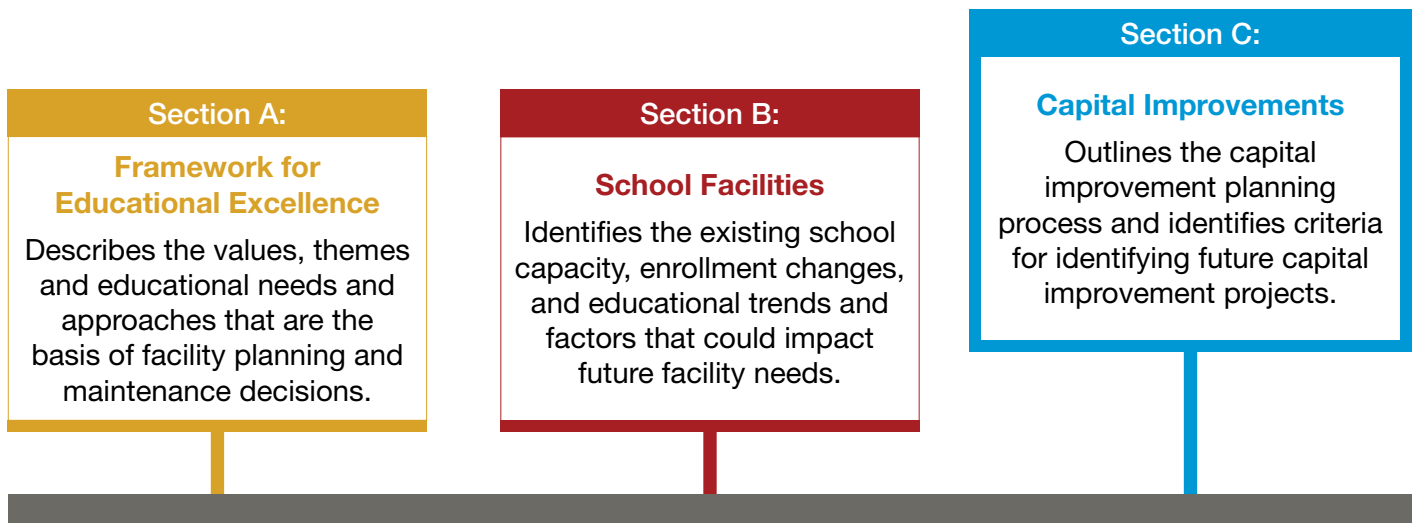 Section A:
Framework for
Educational Excellence
Describes the values, themes
and educational needs and
approaches that are the
basis of facility planning and
maintenance decisions.
Section B:
School Facilities
Identifies the existing school
capacity, enrollment changes,
and educational trends and
factors that could impact
future facility needs.
Section C:
Capital Improvements
Outlines the capital
improvement planning
process and identifies criteria
for identifying future capital
improvement projects.